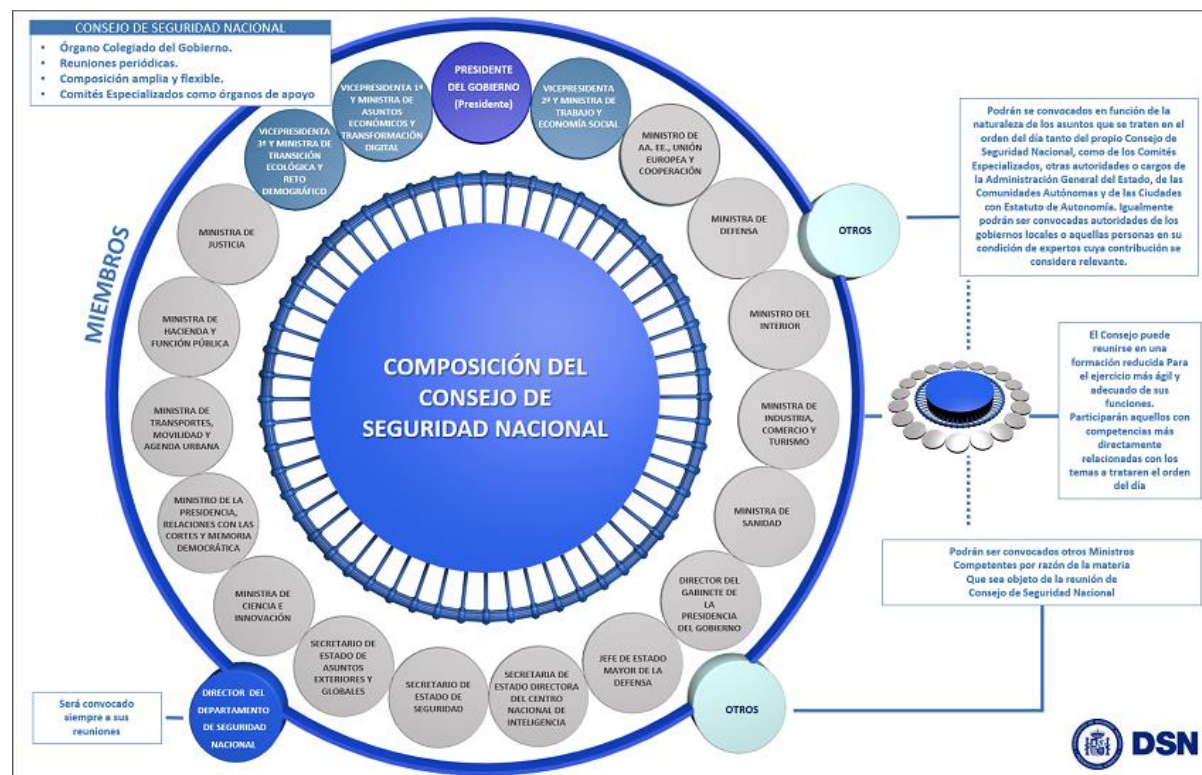 CONSEJO DE SEGURIDAD NACIONAL
• Órgano Colegiado del Gobierno.
• Reuniones periódicas.
• Composición amplia y flexible.
• Comités Especializados como órganos de apoyo
MIEMBROS
PRESIDENTE
DEL GOBIERNO
(Presidente)
VICEPRESIDENTA
2ª Y MINISTRA DE
TRABAJO Y
ECONOMÍA SOCIAL
MINISTRO DE
AA. EE., UNIÓN
EUROPEA Y
COOPERACIÓN
MINISTRA DE
DEFENSA
OTROS
MINISTRO DEL
INTERIOR
MINISTRA DE
INDUSTRIA,
COMERCIO Y
TURISMO
MINISTRA DE
SANIDAD
DIRECTOR DEL
GABINETE DE
LA
PRESIDENCIA
DEL GOBIERNO
OTROS
JEFE DE ESTADO
MAYOR DE LA
DEFENSA
SECRETARIA DE
ESTADO DIRECTORA
DEL CENTRO
NACIONAL DE
INTELIGENCIA
SECRETARIO DE
ESTADO DE
SEGURIDAD
SECRETARIO DE
ESTADO DE
ASUNTOS
EXTERIORES Y
GLOBALES
DIRECTOR DEL
DEPARTAMENTO
DE SEGURIDAD
NACIONAL
MINISTRA DE
CIENCIA E
INNOVACIÓN
MINISTRO DE LA
PRESIDENCIA,
RELACIONES CON LAS
CORTES Y MEMORIA
DEMOCRÁTICA
MINISTRA DE
TRANSPORTES,
MOVILIDAD Y
AGENDA URBANA
MINISTRA DE
HACIENDA Y
FUNCIÓN PÚBLICA
MINISTRA DE
JUSTICIA
VICEPRESIDENTA
3ª Y MINISTRA DE
TRANSICIÓN
ECOLÓGICA Y
RETO
DEMOGRÁFICO
VICEPRESIDENTA 1ª
Y MINISTRA DE
ASUNTOS
ECONÓMICOS Y
TRANSFORMACIÓN
DIGITAL
COMPOSICIÓN DEL
CONSEJO DE
SEGURIDAD NACIONAL
Podrán se convocados en función de la
naturaleza de los asuntos que se traten en el
orden del día tanto del propio Consejo de
Seguridad Nacional, como de los Comités
Especializados, otras autoridades o cargos de
la Administración General del Estado, de las
Comunidades Autónomas y de las Ciudades
con Estatuto de Autonomía. Igualmente
podrán ser convocadas autoridades de los
gobiernos locales o aquellas personas en su
condición de expertos cuya contribución se
considere relevante.
El Consejo puede
reunirse en una
formación reducida Para
el ejercicio más ágil y
adecuado de sus
funciones.
Participarán aquellos con
competencias más
directamente
relacionadas con los
temas a trataren el orden
del día
Podrán ser convocados otros Ministros
Competentes por razón de la materia
Que sea objeto de la reunión de
Consejo de Seguridad Nacional
Será convocado
siempre a sus
reuniones
DSN